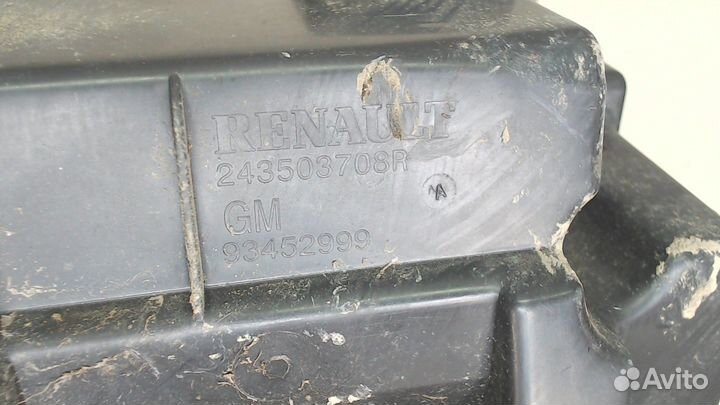 RENAULT
243503708R
GM
93452999
A
Avito